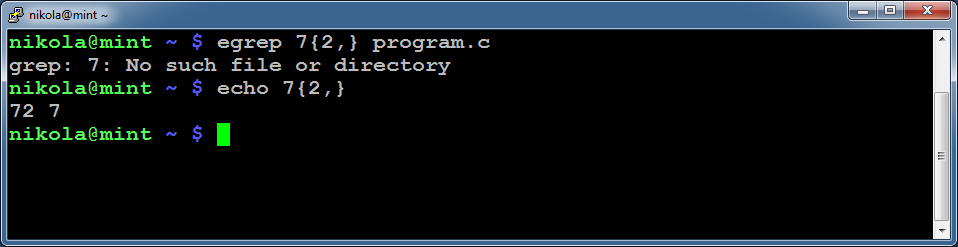 nikola@mint ~
nikola@mint ~ $ egrep 7{2,} program.c
grep: 7: No such file or directory
nikola@mint ~ $ echo 7{2,}
72 7
nikola@mint ~ $